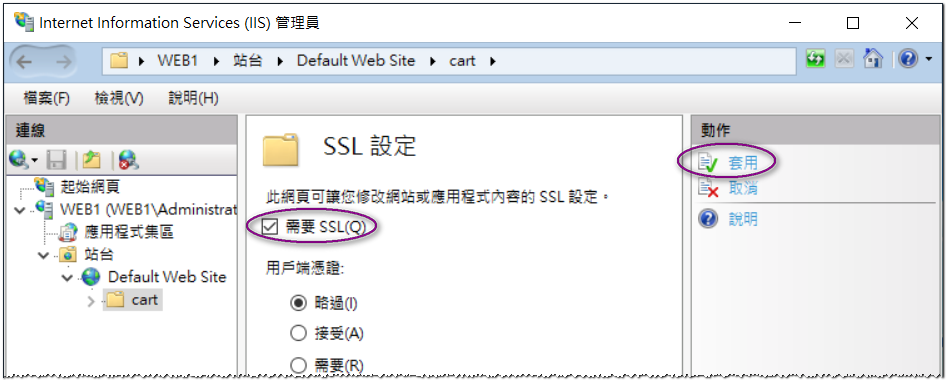 Internet Information Services (IIS) 管理員
WEB1 站台 Default Web Site cart
檔案(F) 檢視(V) 說明(H)
連線
起始網頁
WEB1 (WEB1\Administrat
應用程式集區
站台
Default Web Site
cart
SSL 設定
此網頁可讓您修改網站或應用程式內容的 SSL 設定。
需要 SSL(Q)
用戶端憑證:
略過(I)
接受(A)
需要(R)
動作
套用
取消
說明